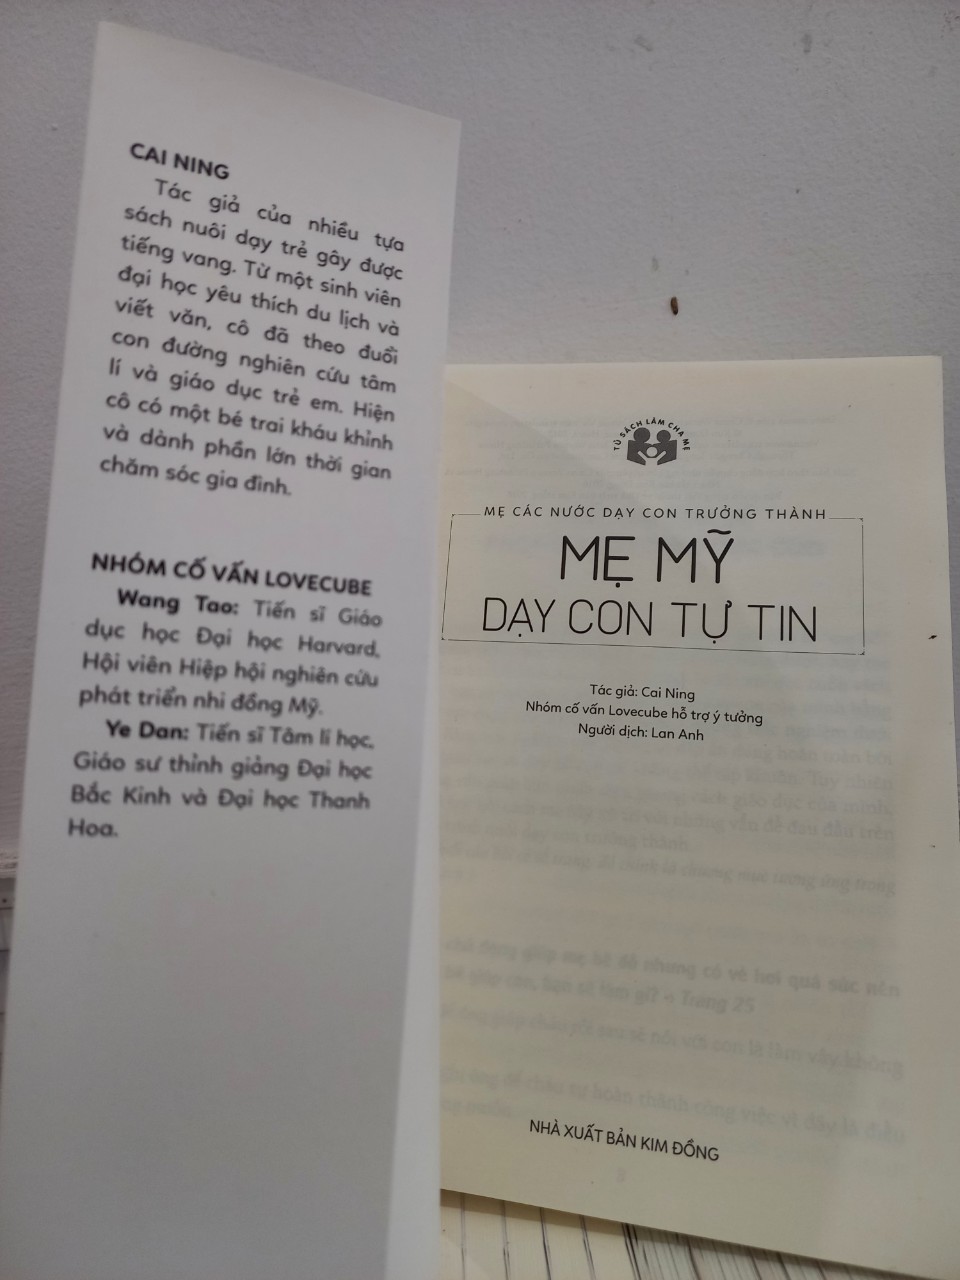 CAI NING
Tác giả của nhiều tựa
sách nuôi dạy trẻ gây được
tiếng vang. Từ một sinh viên
đại học yêu thích du lịch và
viết văn, cô đã theo đuổi
con đường nghiên cứu tâm
lí và giáo dục trẻ em. Hiện
cô có một bé trai kháu khỉnh
và dành phần lớn thời gian
chăm sóc gia đình.
NHÓM CỐ VẤN LOVECUBE
Wang Tao: Tiến sĩ Giáo
dục học Đại học Harvard,
Hội viên Hiệp hội nghiên cứu
phát triển nhi đồng Mỹ.
Ye Dan: Tiến sĩ Tâm lí học,
Giáo sư thỉnh giảng Đại học
Bắc Kinh và Đại học Thanh
Hoa.
TỦ SÁCH LÀM CHA MẸ
MẸ CÁC NƯỚC DẠY CON TRƯỞNG THÀNH
MẸ MỸ
DẠY CON TỰ TIN
Tác giả: Cai Ning
Nhóm cố vấn Lovecube hỗ trợ ý tưởng
Người dịch: Lan Anh
NHÀ XUẤT BẢN KIM ĐỒNG